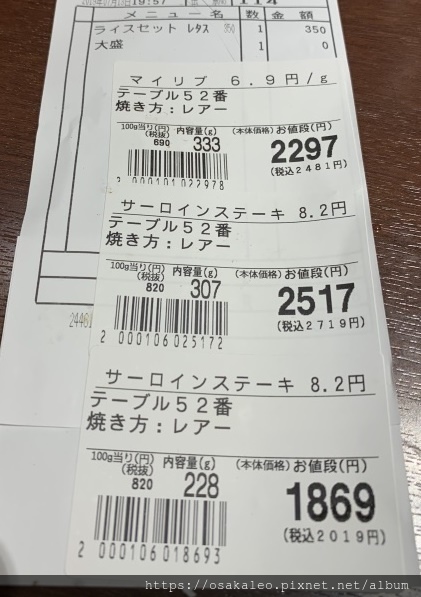 19:57
114
メニュー名 数 金 額
ライスセット レタス 350 1 350
大盛 1 0
マイリブ 6.9円/g
テーブル52番
焼き方:レアー
100g当り(円) 内容量(g) (本体価格)お値段(円)
(税抜)
690 333 2297
(税込2481円)
2 000101 022978
サーロインステーキ 8.2円
テーブル52番
焼き方:レアー
100g当り(円) 内容量(g) (本体価格)お値段(円)
(税抜)
820 307 2517
(税込2719円)
2 000106 025172
サーロインステーキ 8.2円
テーブル52番
焼き方:レアー
100g当り(円) 内容量(g) (本体価格)お値段(円)
(税抜)
820 228 1869
(税込2019円)
2 000106 018693
https://osakaleo.pixnet.net/album